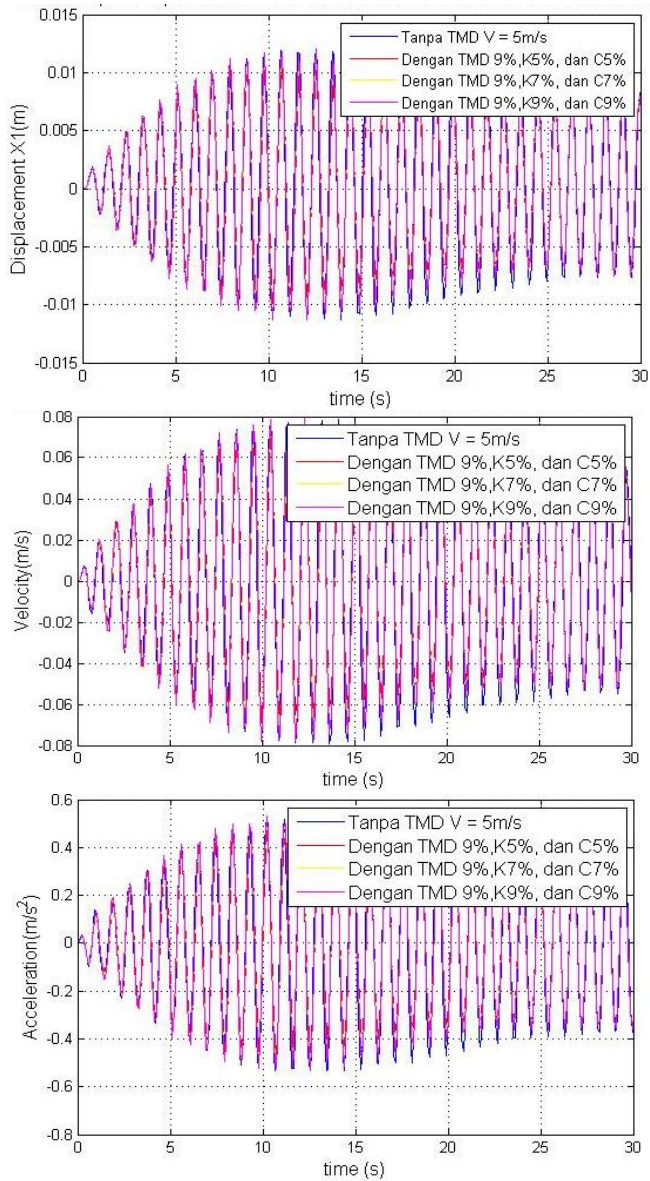 0.015
0.01
0.005
0
-0.005
-0.01
-0.015
Displacement X1(m)
Tanpa TMD V = 5m/s
Dengan TMD 9%,K5%, dan C5%
Dengan TMD 9%,K7%, dan C7%
Dengan TMD 9%,K9%, dan C9%
0 5 10 15 20 25 30
time (s)
0.08
0.06
0.04
0.02
0
-0.02
-0.04
-0.06
-0.08
Velocity(m/s)
Tanpa TMD V = 5m/s
Dengan TMD 9%,K5%, dan C5%
Dengan TMD 9%,K7%, dan C7%
Dengan TMD 9%,K9%, dan C9%
0 5 10 15 20 25 30
time (s)
0.6
0.4
0.2
0
-0.2
-0.4
-0.6
-0.8
Acceleration(m/s²)
Tanpa TMD V = 5m/s
Dengan TMD 9%,K5%, dan C5%
Dengan TMD 9%,K7%, dan C7%
Dengan TMD 9%,K9%, dan C9%
0 5 10 15 20 25 30
time (s)